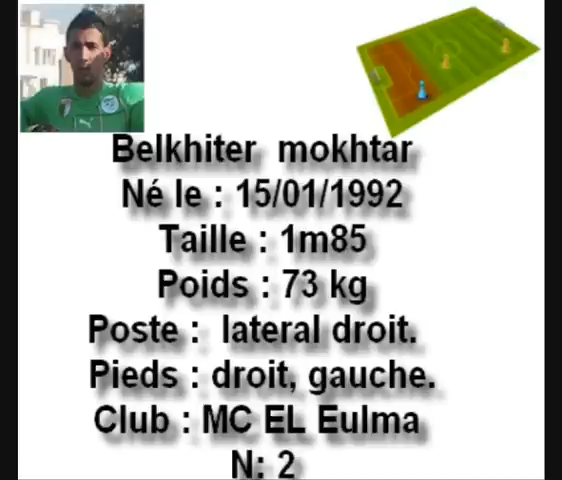 Belkhiter mokhtar
Né le : 15/01/1992
Taille : 1m85
Poids : 73 kg
Poste : lateral droit.
Pieds : droit, gauche.
Club : MC EL Eulma
N: 2